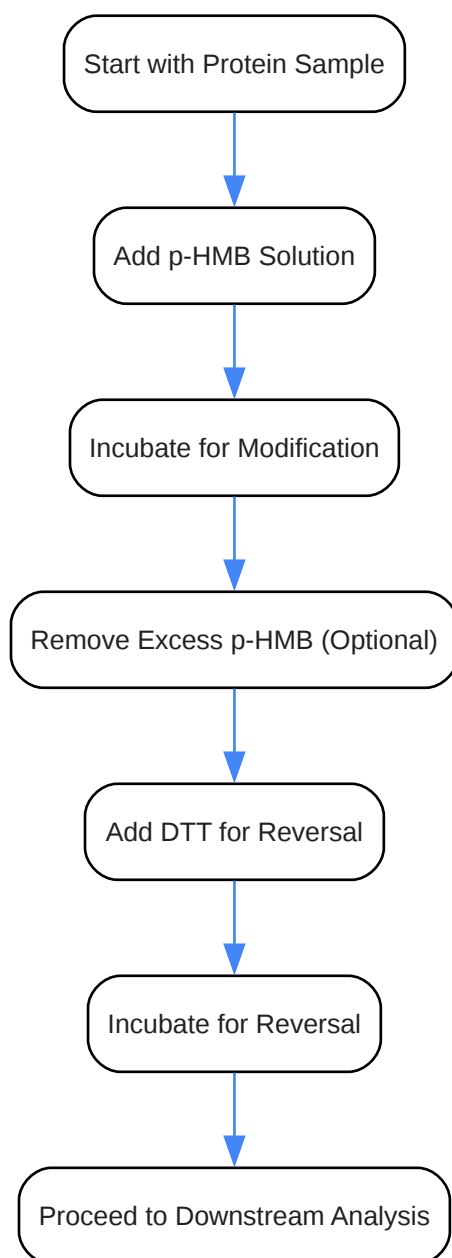 Start with Protein Sample
Add p-HMB Solution
Incubate for Modification
Remove Excess p-HMB (Optional)
Add DTT for Reversal
Incubate for Reversal
Proceed to Downstream Analysis